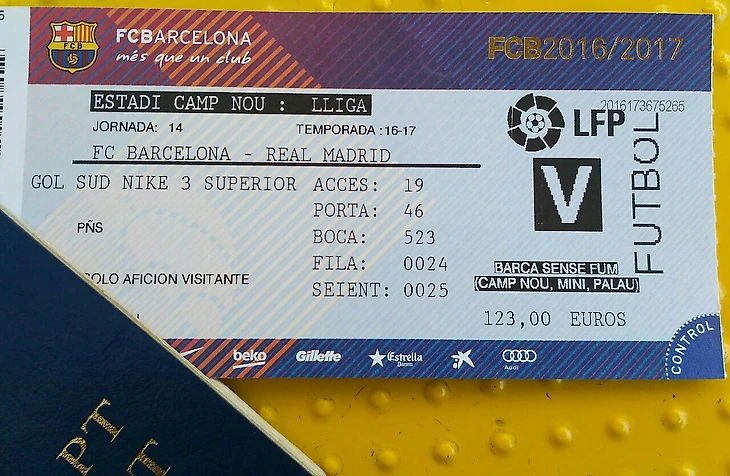 FCB
FCBARCELONA
més que un club
FCB2016/2017
ESTADI CAMP NOU : LLIGA
2016173675265
JORNADA: 14
TEMPORADA :16-17
LFP
FC BARCELONA - REAL MADRID
FUTBOL
V
GOL SUD NIKE 3 SUPERIOR
ACCES: 19
PORTA: 46
PÑS
BOCA: 523
FILA: 0024
BARCA SENSE FUM
SOLO AFICION VISITANTE
(CAMP NOU, MINI, PALAU)
SEIENT: 0025
123,00 EUROS
CONTROL
beko
Gillette
Estrella
Damm
Audi
PT
T